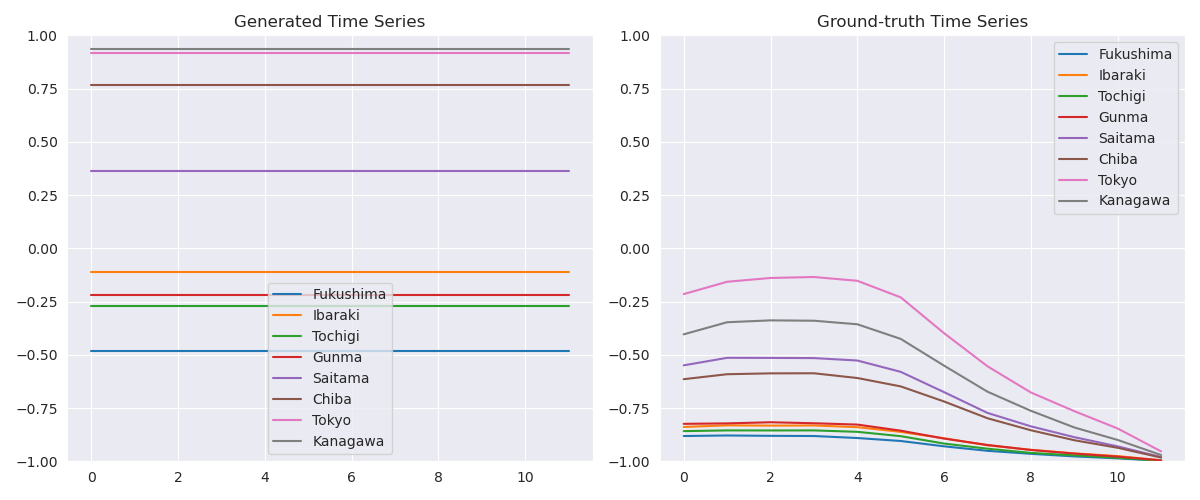 Generated Time Series
1.00
0.75
0.50
0.25
0.00
−0.25
−0.50
−0.75
−1.00
0 2 4 6 8 10
Fukushima
Ibaraki
Tochigi
Gunma
Saitama
Chiba
Tokyo
Kanagawa
Ground-truth Time Series
1.00
0.75
0.50
0.25
0.00
−0.25
−0.50
−0.75
−1.00
0 2 4 6 8 10
Fukushima
Ibaraki
Tochigi
Gunma
Saitama
Chiba
Tokyo
Kanagawa